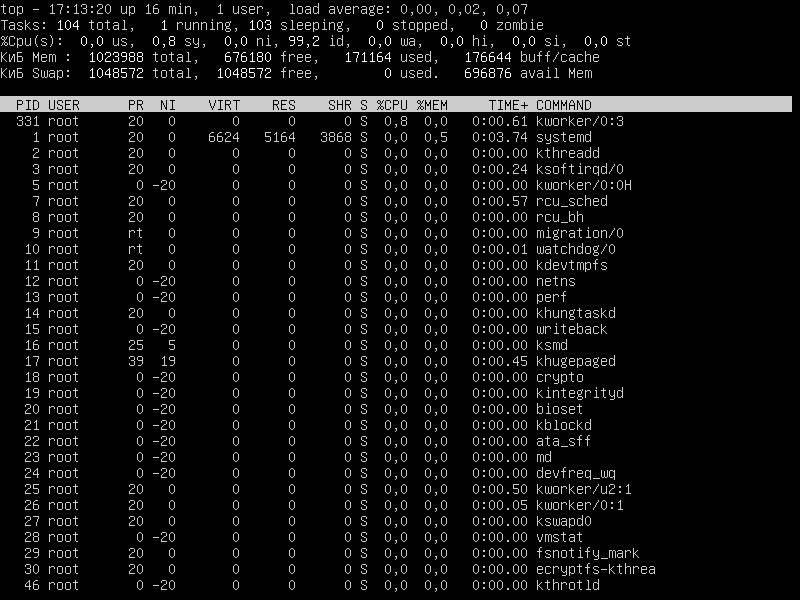 top - 17:13:20 up 16 min,  1 user,  load average: 0,00, 0,02, 0,07
Tasks: 104 total,   1 running, 103 sleeping,   0 stopped,   0 zombie
%Cpu(s):  0,0 us,  0,8 sy,  0,0 ni, 99,2 id,  0,0 wa,  0,0 hi,  0,0 si,  0,0 st
КиБ Mem :  1023988 total,   676180 free,   171164 used,   176644 buff/cache
КиБ Swap:  1048572 total,  1048572 free,        0 used.   696876 avail Mem
PID USER      PR  NI    VIRT    RES    SHR S %CPU %MEM     TIME+ COMMAND
331 root      20   0       0      0      0 S  0,8  0,0   0:00.61 kworker/0:3
1 root      20   0    6624   5164   3868 S  0,0  0,5   0:03.74 systemd
2 root      20   0       0      0      0 S  0,0  0,0   0:00.00 kthreadd
3 root      20   0       0      0      0 S  0,0  0,0   0:00.24 ksoftirqd/0
5 root       0 -20       0      0      0 S  0,0  0,0   0:00.00 kworker/0:0H
7 root      20   0       0      0      0 S  0,0  0,0   0:00.57 rcu_sched
8 root      20   0       0      0      0 S  0,0  0,0   0:00.00 rcu_bh
9 root      rt   0       0      0      0 S  0,0  0,0   0:00.00 migration/0
10 root      rt   0       0      0      0 S  0,0  0,0   0:00.01 watchdog/0
11 root      20   0       0      0      0 S  0,0  0,0   0:00.00 kdevtmpfs
12 root       0 -20       0      0      0 S  0,0  0,0   0:00.00 netns
13 root       0 -20       0      0      0 S  0,0  0,0   0:00.00 perf
14 root      20   0       0      0      0 S  0,0  0,0   0:00.00 khungtaskd
15 root       0 -20       0      0      0 S  0,0  0,0   0:00.00 writeback
16 root      25   5       0      0      0 S  0,0  0,0   0:00.00 ksmd
17 root      39  19       0      0      0 S  0,0  0,0   0:00.45 khugepaged
18 root       0 -20       0      0      0 S  0,0  0,0   0:00.00 crypto
19 root       0 -20       0      0      0 S  0,0  0,0   0:00.00 kintegrityd
20 root       0 -20       0      0      0 S  0,0  0,0   0:00.00 bioset
21 root       0 -20       0      0      0 S  0,0  0,0   0:00.00 kblockd
22 root       0 -20       0      0      0 S  0,0  0,0   0:00.00 ata_sff
23 root       0 -20       0      0      0 S  0,0  0,0   0:00.00 md
24 root       0 -20       0      0      0 S  0,0  0,0   0:00.00 devfreq_wq
25 root      20   0       0      0      0 S  0,0  0,0   0:00.50 kworker/u2:1
26 root      20   0       0      0      0 S  0,0  0,0   0:00.05 kworker/0:1
27 root      20   0       0      0      0 S  0,0  0,0   0:00.00 kswapd0
28 root       0 -20       0      0      0 S  0,0  0,0   0:00.00 vmstat
29 root      20   0       0      0      0 S  0,0  0,0   0:00.00 fsnotify_mark
30 root      20   0       0      0      0 S  0,0  0,0   0:00.00 ecryptfs-kthrea
46 root       0 -20       0      0      0 S  0,0  0,0   0:00.00 kthrotld